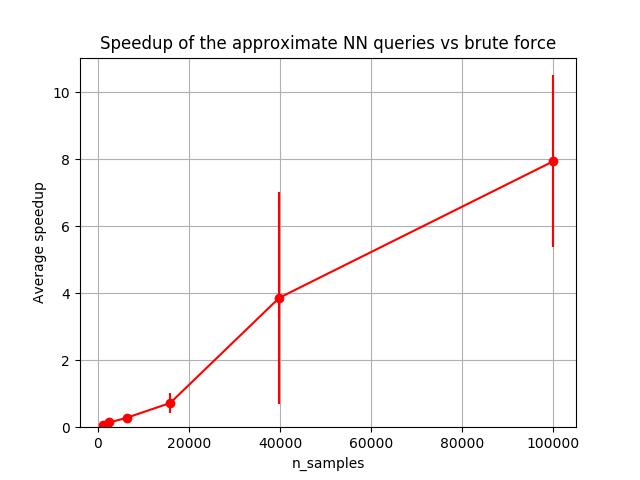 Speedup of the approximate NN queries vs brute force
Average speedup
10
8
6
4
2
0
0 20000 40000 60000 80000 100000
n_samples